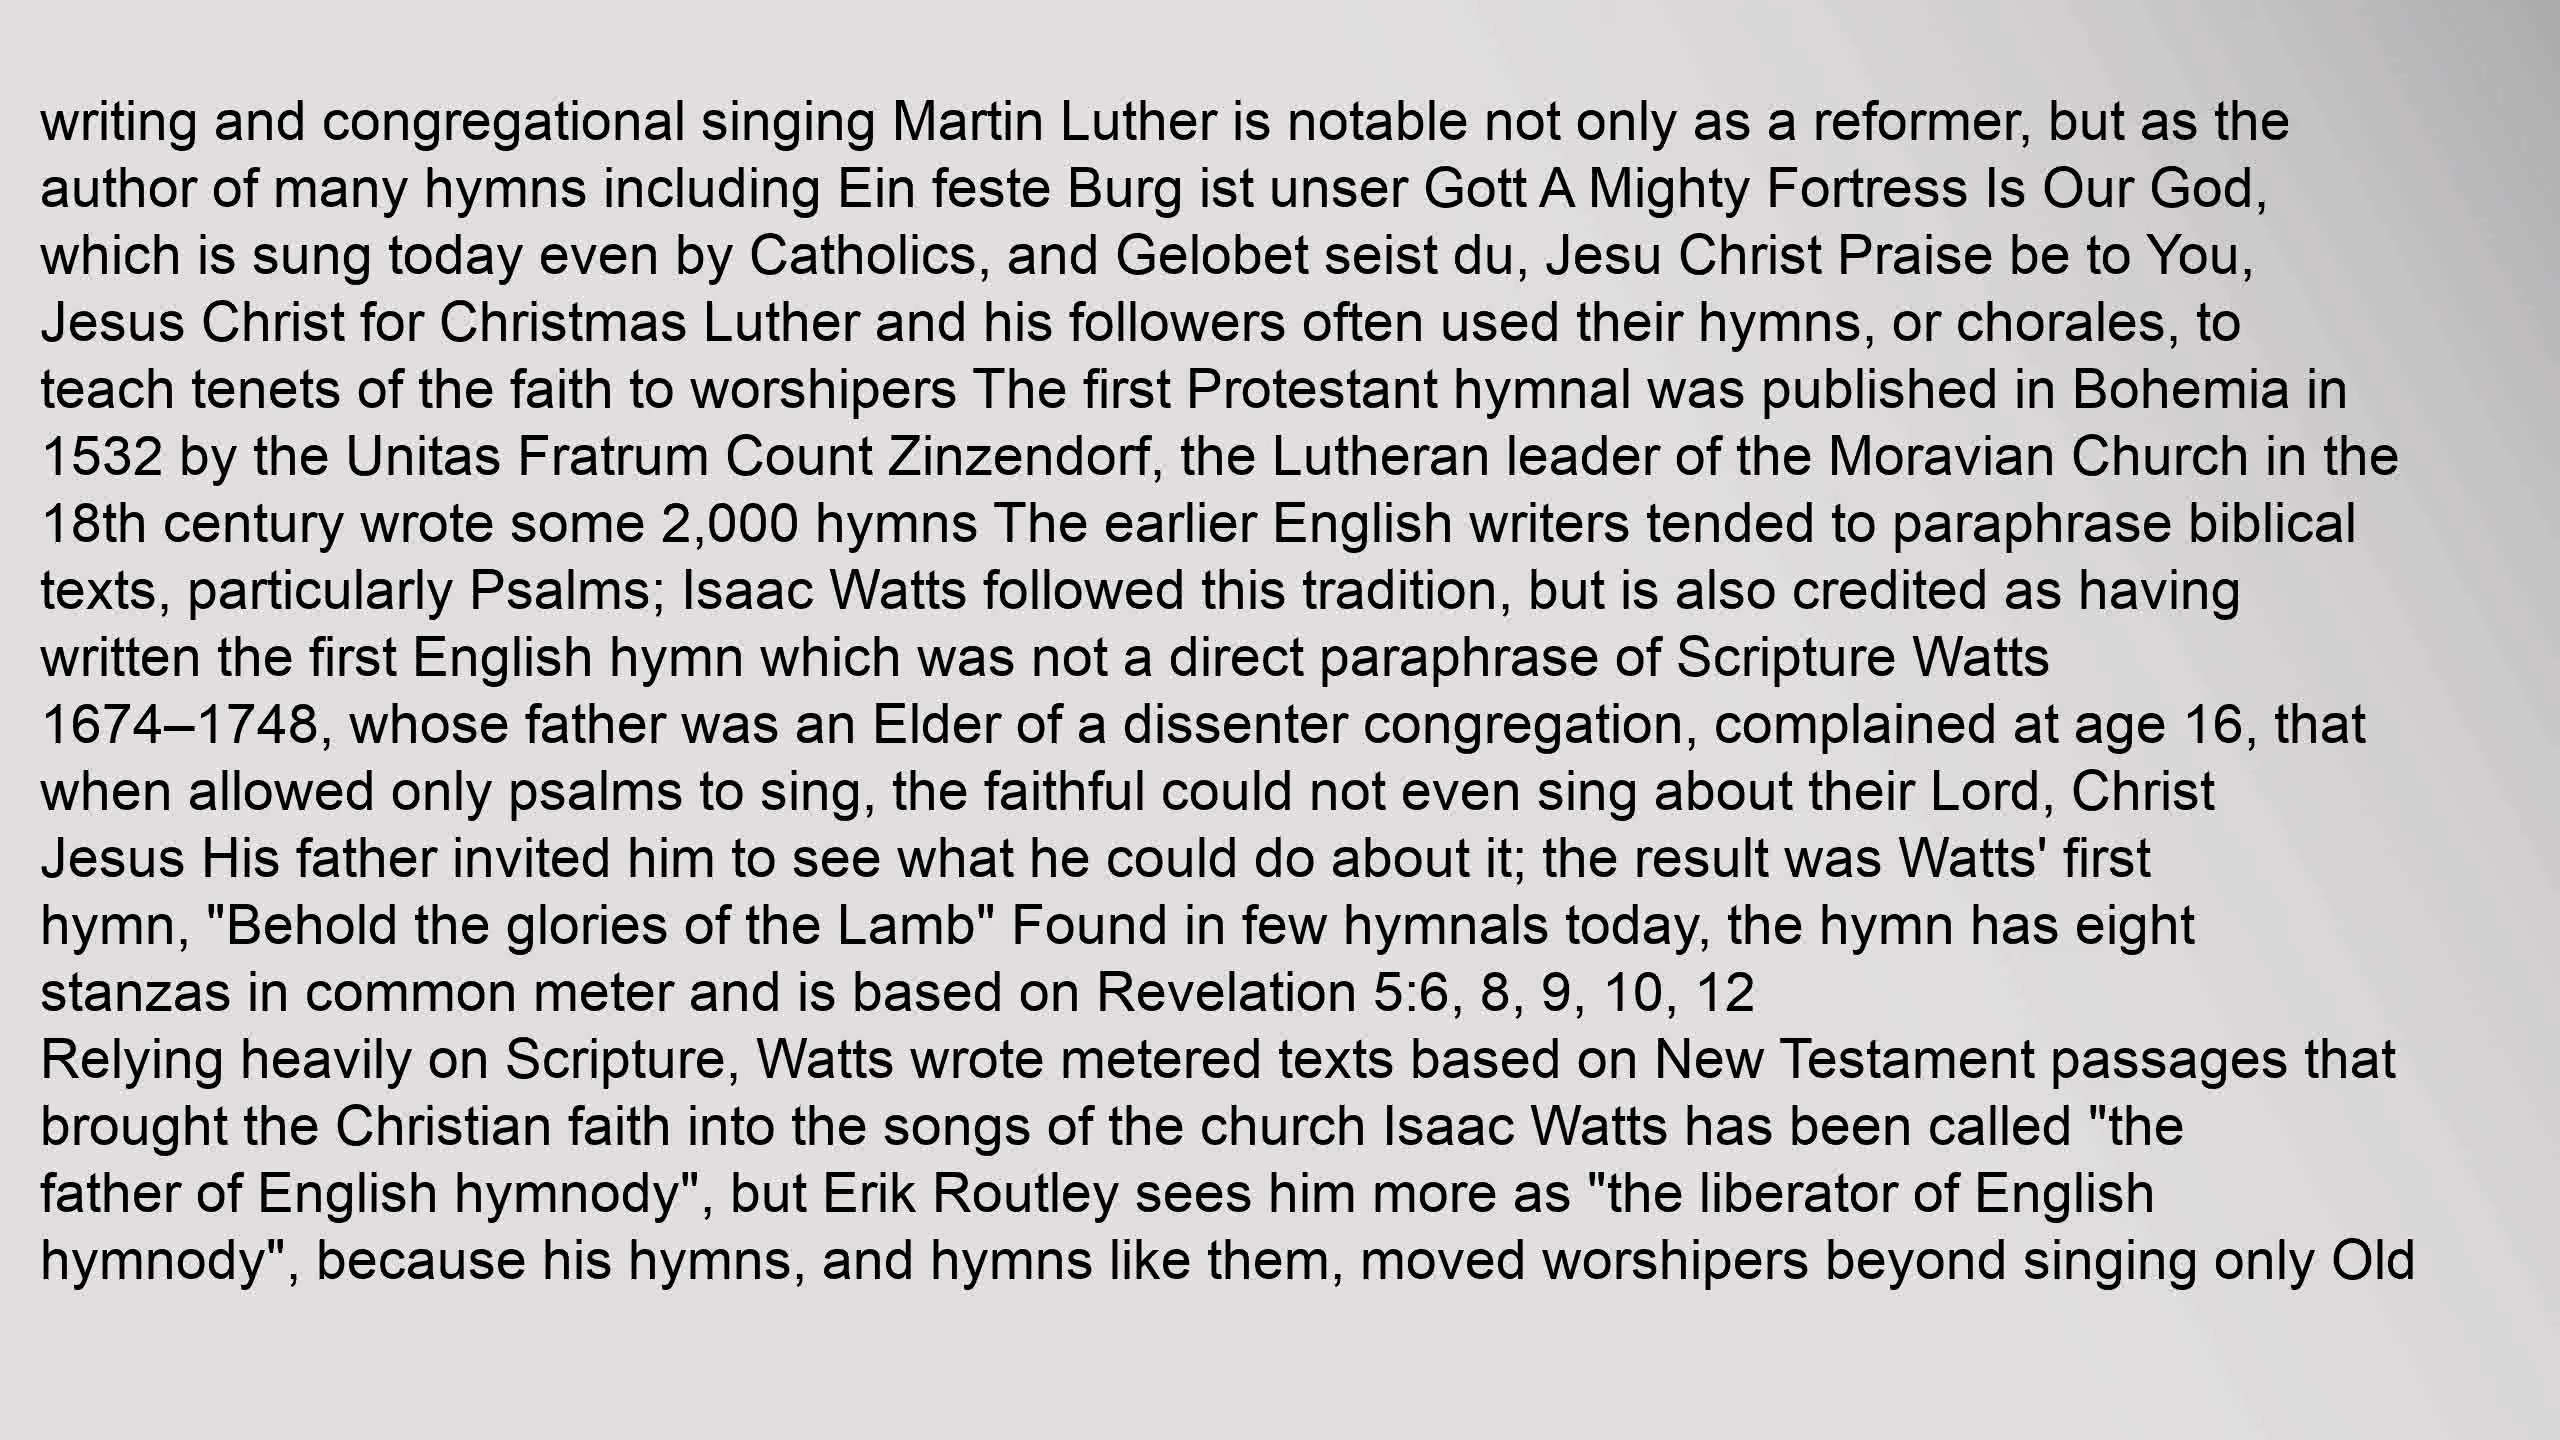 writing and congregational singing Martin Luther is notable not only as a reformer, but as the
author of many hymns including Ein feste Burg ist unser Gott A Mighty Fortress Is Our God,
which is sung today even by Catholics, and Gelobet seist du, Jesu Christ Praise be to You,
Jesus Christ for Christmas Luther and his followers often used their hymns, or chorales, to
teach tenets of the faith to worshipers The first Protestant hymnal was published in Bohemia in
1532 by the Unitas Fratrum Count Zinzendorf, the Lutheran leader of the Moravian Church in the
18th century wrote some 2,000 hymns The earlier English writers tended to paraphrase biblical
texts, particularly Psalms; Isaac Watts followed this tradition, but is also credited as having
written the first English hymn which was not a direct paraphrase of Scripture Watts
1674–1748, whose father was an Elder of a dissenter congregation, complained at age 16, that
when allowed only psalms to sing, the faithful could not even sing about their Lord, Christ
Jesus His father invited him to see what he could do about it; the result was Watts' first
hymn, "Behold the glories of the Lamb" Found in few hymnals today, the hymn has eight
stanzas in common meter and is based on Revelation 5:6, 8, 9, 10, 12
Relying heavily on Scripture, Watts wrote metered texts based on New Testament passages that
brought the Christian faith into the songs of the church Isaac Watts has been called "the
father of English hymnody", but Erik Routley sees him more as "the liberator of English
hymnody", because his hymns, and hymns like them, moved worshipers beyond singing only Old